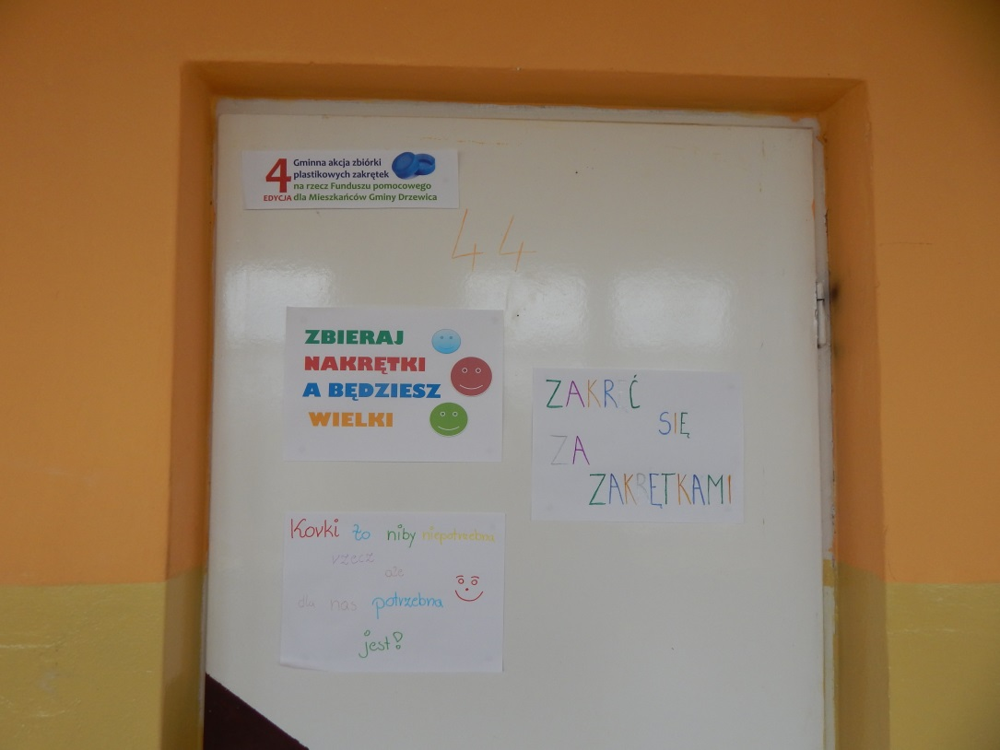 4 Gminna akcja zbiórki
plastikowych zakrętek
na rzecz Funduszu pomocowego
EDYCJA dla Mieszkańców Gminy Drzewica
44
ZBIERAJ
NAKRĘTKI
A BĘDZIESZ
WIELKI
ZAKRĘĆ
SIĘ
ZA
ZAKRĘTKAMI
Korki to niby niepotrzebna
rzecz
ale
dla nas potrzebna
jest!